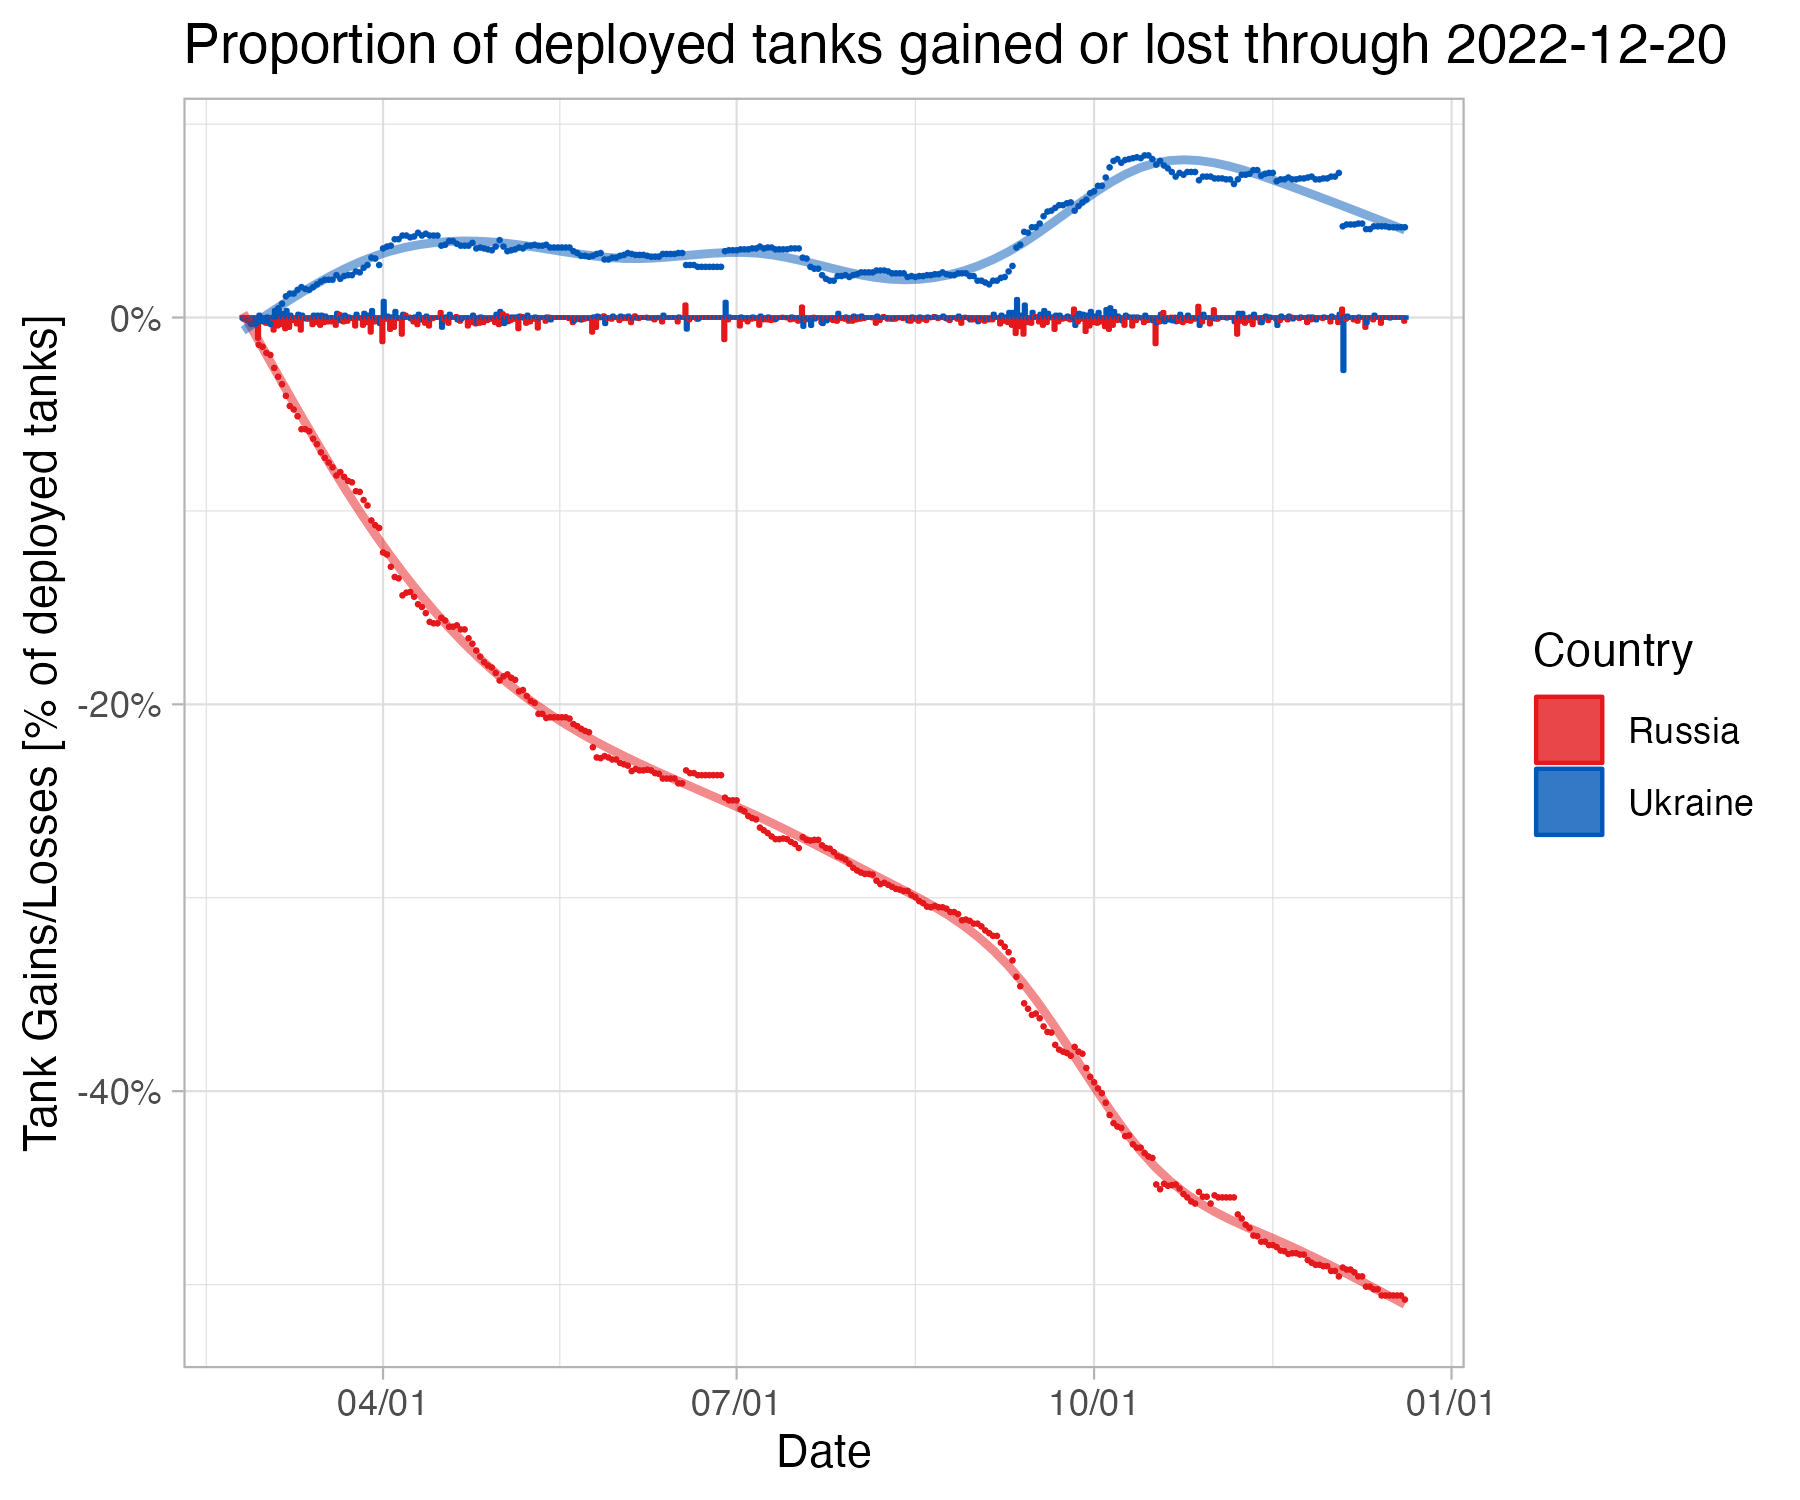 Proportion of deployed tanks gained or lost through 2022-12-20
Tank Gains/Losses [% of deployed tanks]
0%
-20%
-40%
04/01
07/01
10/01
01/01
Date
Country
Russia
Ukraine